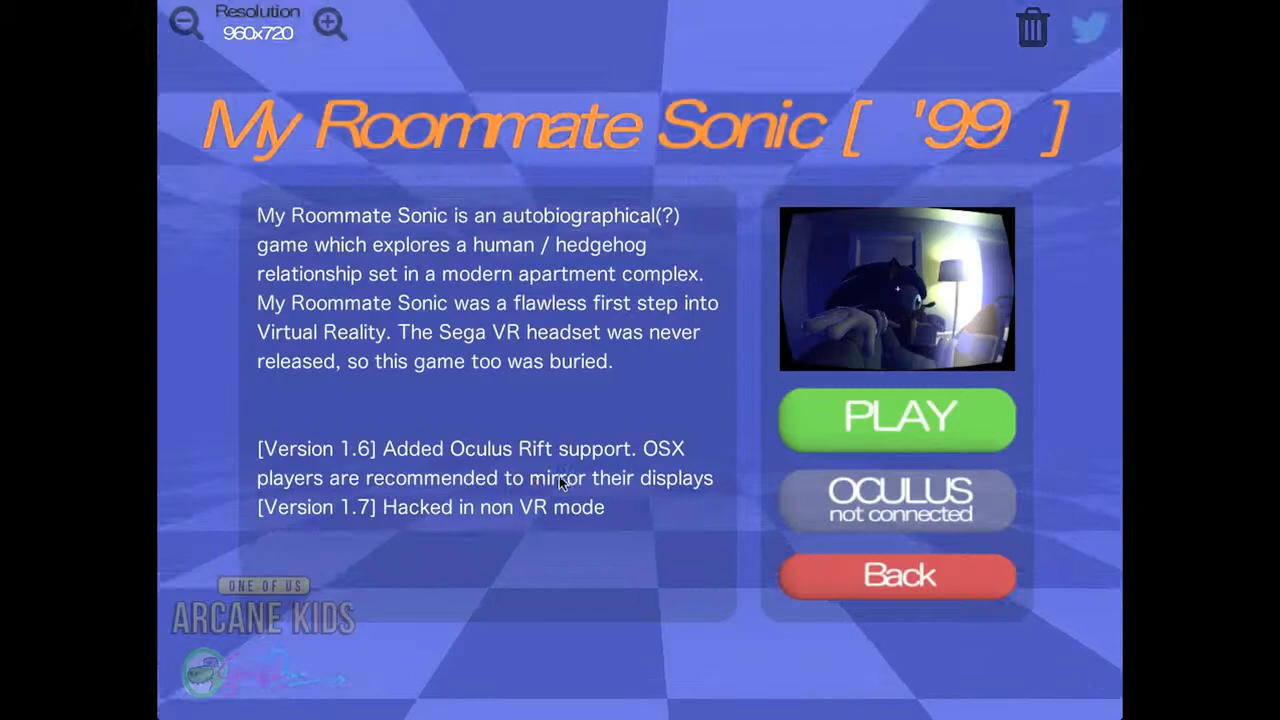 Resolution
960x720
My Roommate Sonic [ '99 ]
My Roommate Sonic is an autobiographical(?)
game which explores a human / hedgehog
relationship set in a modern apartment complex.
My Roommate Sonic was a flawless first step into
Virtual Reality. The Sega VR headset was never
released, so this game too was buried.
[Version 1.6] Added Oculus Rift support. OSX
players are recommended to mirror their displays
[Version 1.7] Hacked in non VR mode
PLAY
OCULUS
not connected
Back
ONE OF US
ARCANE KIDS